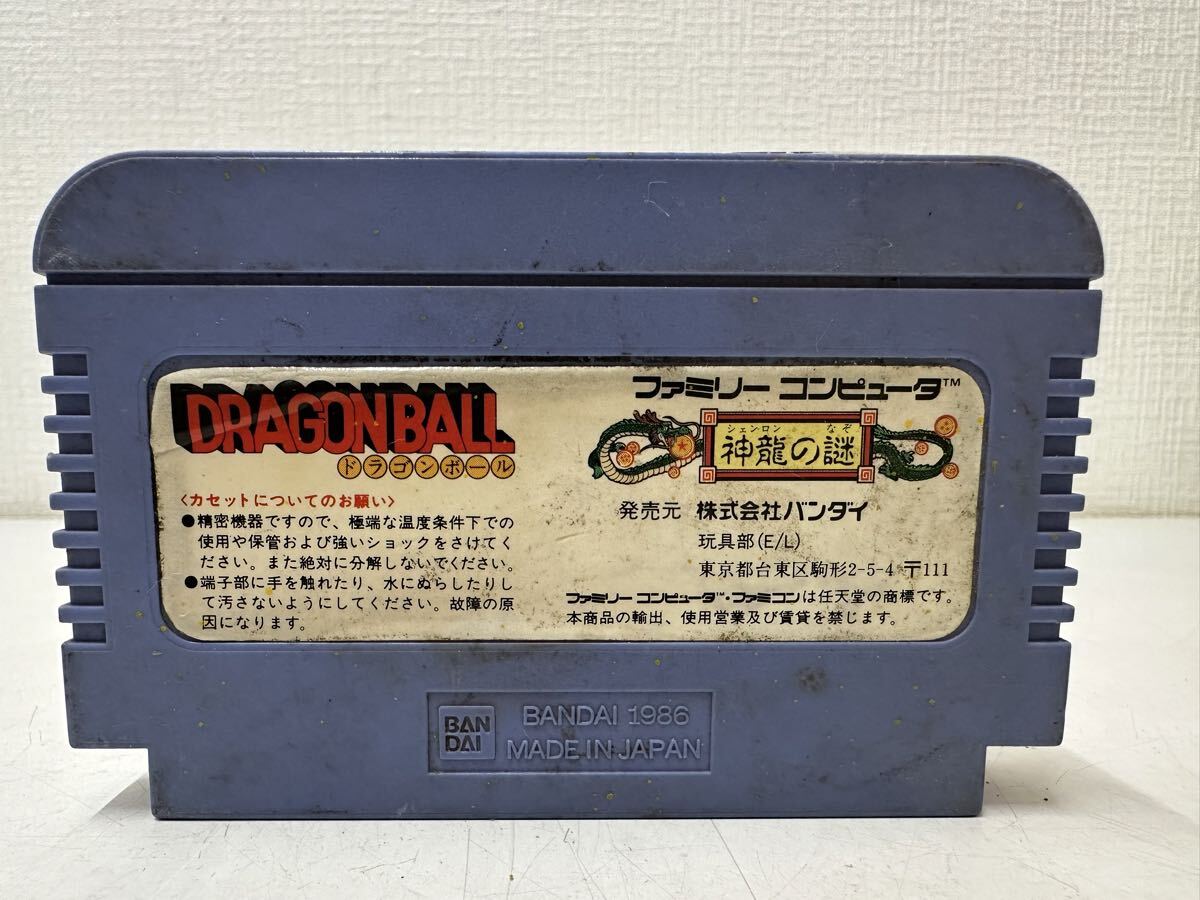 DRAGONBALL
ドラゴンボール
〈カセットについてのお願い〉
●精密機器ですので、極端な温度条件下での
使用や保管および強いショックをさけてく
ださい。また絶対に分解しないでください。
●端子部に手を触れたり、水にぬらしたりし
て汚さないようにしてください。故障の原
因になります。
ファミリー コンピュータ™
シェンロン なぞ
神龍の謎
発売元 株式会社バンダイ
玩具部(E/L)
東京都台東区駒形2-5-4 〒111
ファミリー コンピュータ™・ファミコンは任天堂の商標です。
本商品の輸出、使用営業及び賃貸を禁じます。
BAN
DAI
BANDAI 1986
MADE IN JAPAN